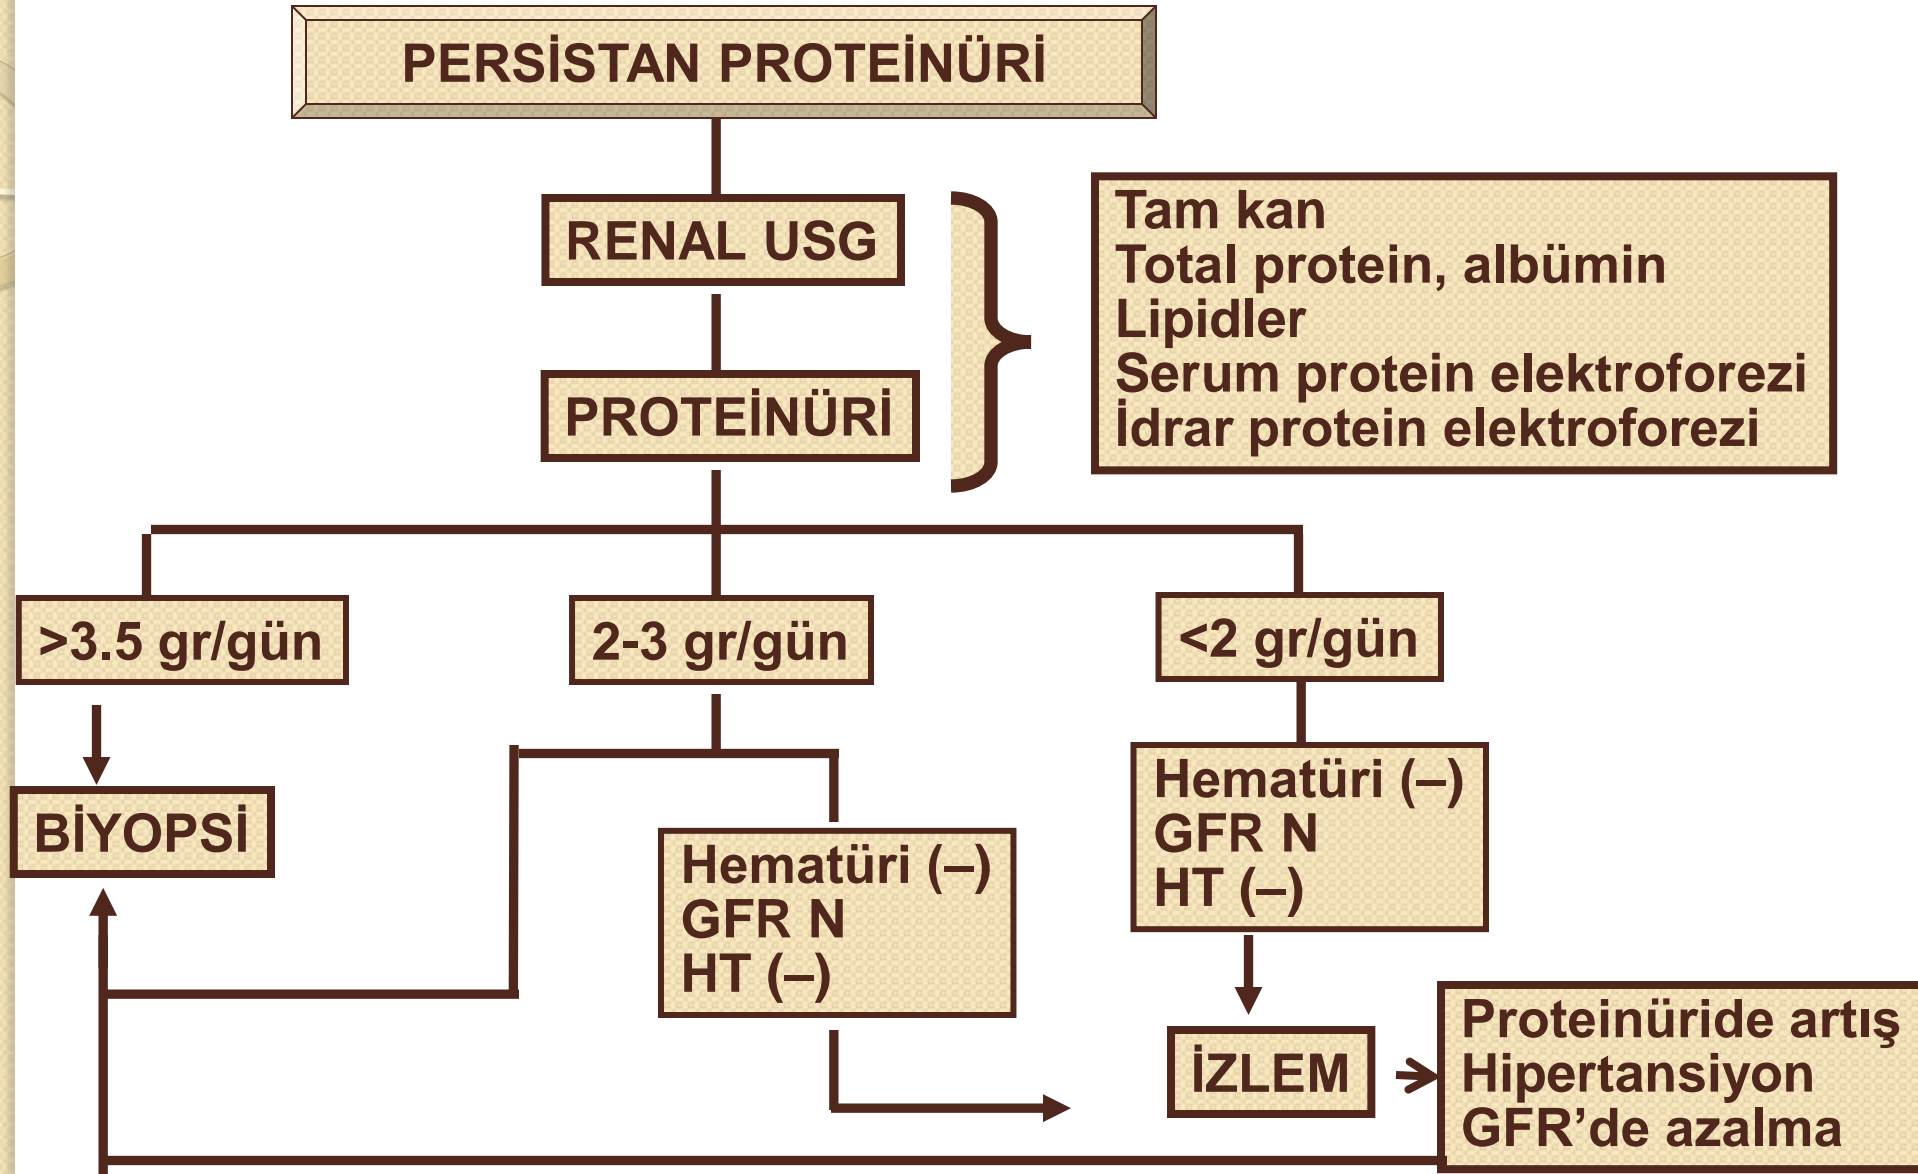 PERSİSTAN PROTEİNÜRİ
RENAL USG
Tam kan
Total protein, albümin
Lipidler
Serum protein elektroforezi
İdrar protein elektroforezi
PROTEİNÜRİ
>3.5 gr/gün
2-3 gr/gün
<2 gr/gün
BİYOPSİ
Hematüri (–)
GFR N
HT (–)
Hematüri (–)
GFR N
HT (–)
İZLEM
Proteinüride artış
Hipertansiyon
GFR’de azalma